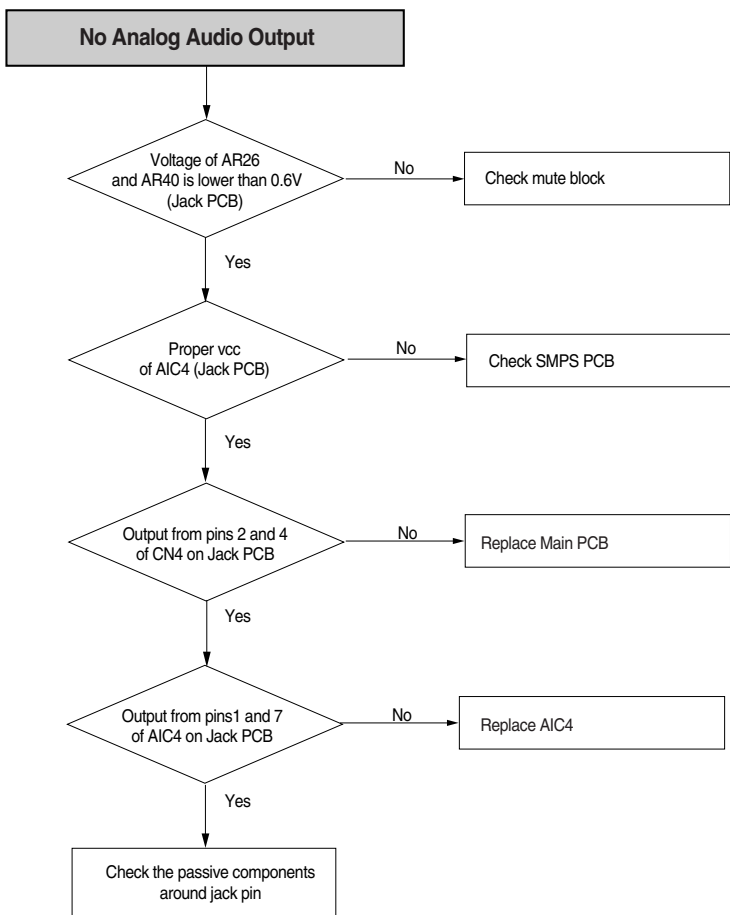 No Analog Audio Output
Voltage of AR26
and AR40 is lower than 0.6V
(Jack PCB)
No
Check mute block
Yes
Proper vcc
of AIC4 (Jack PCB)
No
Check SMPS PCB
Yes
Output from pins 2 and 4
of CN4 on Jack PCB
No
Replace Main PCB
Yes
Output from pins1 and 7
of AIC4 on Jack PCB
No
Replace AIC4
Yes
Check the passive components
around jack pin